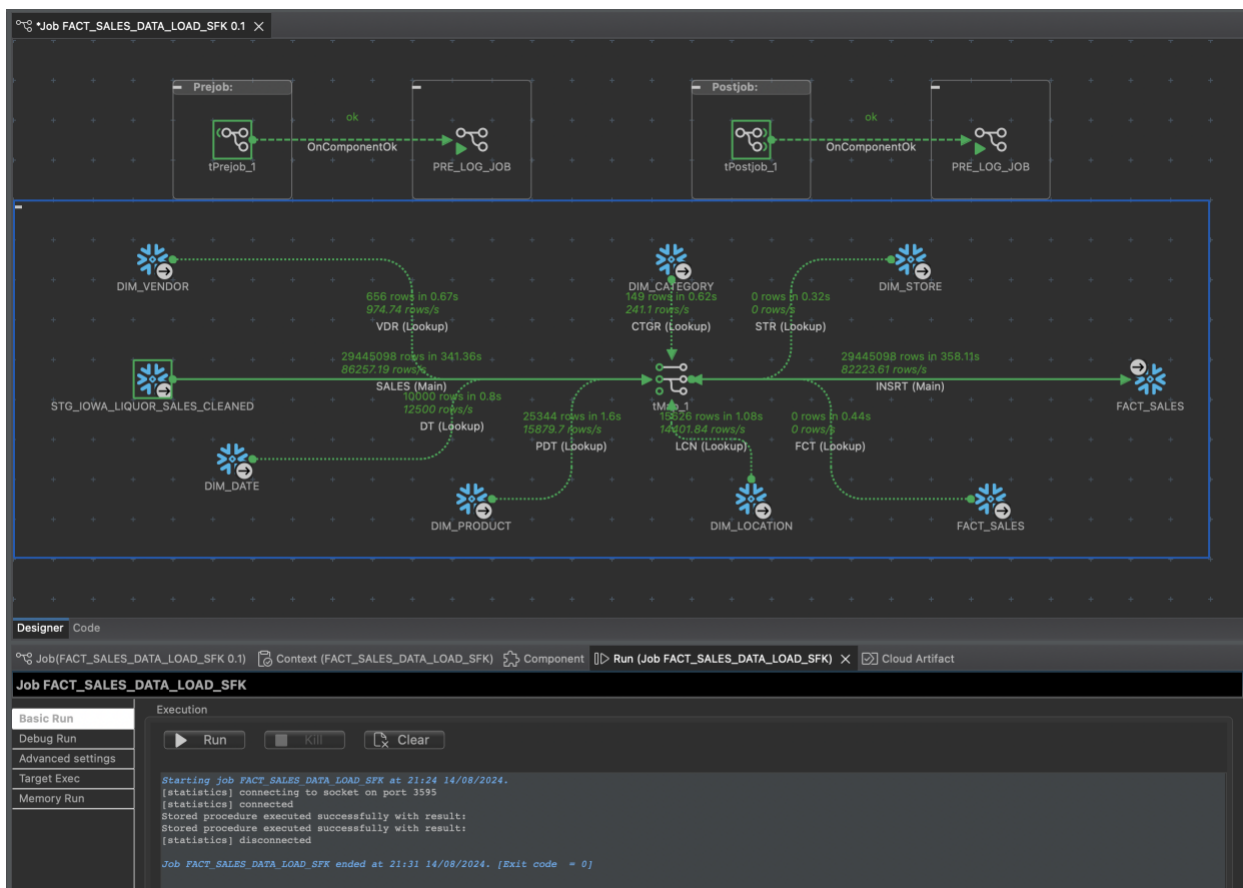 *Job FACT_SALES_DATA_LOAD_SFK 0.1
Prejob:
Postjob:
ok
ok
OnComponentOk
OnComponentOk
tPrejob_1
PRE_LOG_JOB
tPostjob_1
PRE_LOG_JOB
DIM_VENDOR
DIM_CATEGORY
DIM_STORE
656 rows in 0.67s
974.74 rows/s
VDR (Lookup)
149 rows in 0.62s
241.1 rows/s
CTGR (Lookup)
0 rows in 0.32s
0 rows/s
STR (Lookup)
29445098 rows in 341.36s
86257.19 rows/s
SALES (Main)
29445098 rows in 358.11s
82223.61 rows/s
INSRT (Main)
STG_IOWA_LIQUOR_SALES_CLEANED
tMap_1
FACT_SALES
10000 rows in 0.8s
12500 rows/s
DT (Lookup)
25344 rows in 1.6s
15879.7 rows/s
PDT (Lookup)
15626 rows in 1.08s
14401.84 rows/s
LCN (Lookup)
0 rows in 0.44s
0 rows/s
FCT (Lookup)
DIM_DATE
DIM_PRODUCT
DIM_LOCATION
FACT_SALES
Designer Code
Job(FACT_SALES_DATA_LOAD_SFK 0.1) Context (FACT_SALES_DATA_LOAD_SFK) Component Run (Job FACT_SALES_DATA_LOAD_SFK) Cloud Artifact
Job FACT_SALES_DATA_LOAD_SFK
Basic Run
Debug Run
Advanced settings
Target Exec
Memory Run
Execution
Run Kill Clear
Starting job FACT_SALES_DATA_LOAD_SFK at 21:24 14/08/2024.
[statistics] connecting to socket on port 3595
[statistics] connected
Stored procedure executed successfully with result:
Stored procedure executed successfully with result:
[statistics] disconnected
Job FACT_SALES_DATA_LOAD_SFK ended at 21:31 14/08/2024. [Exit code = 0]